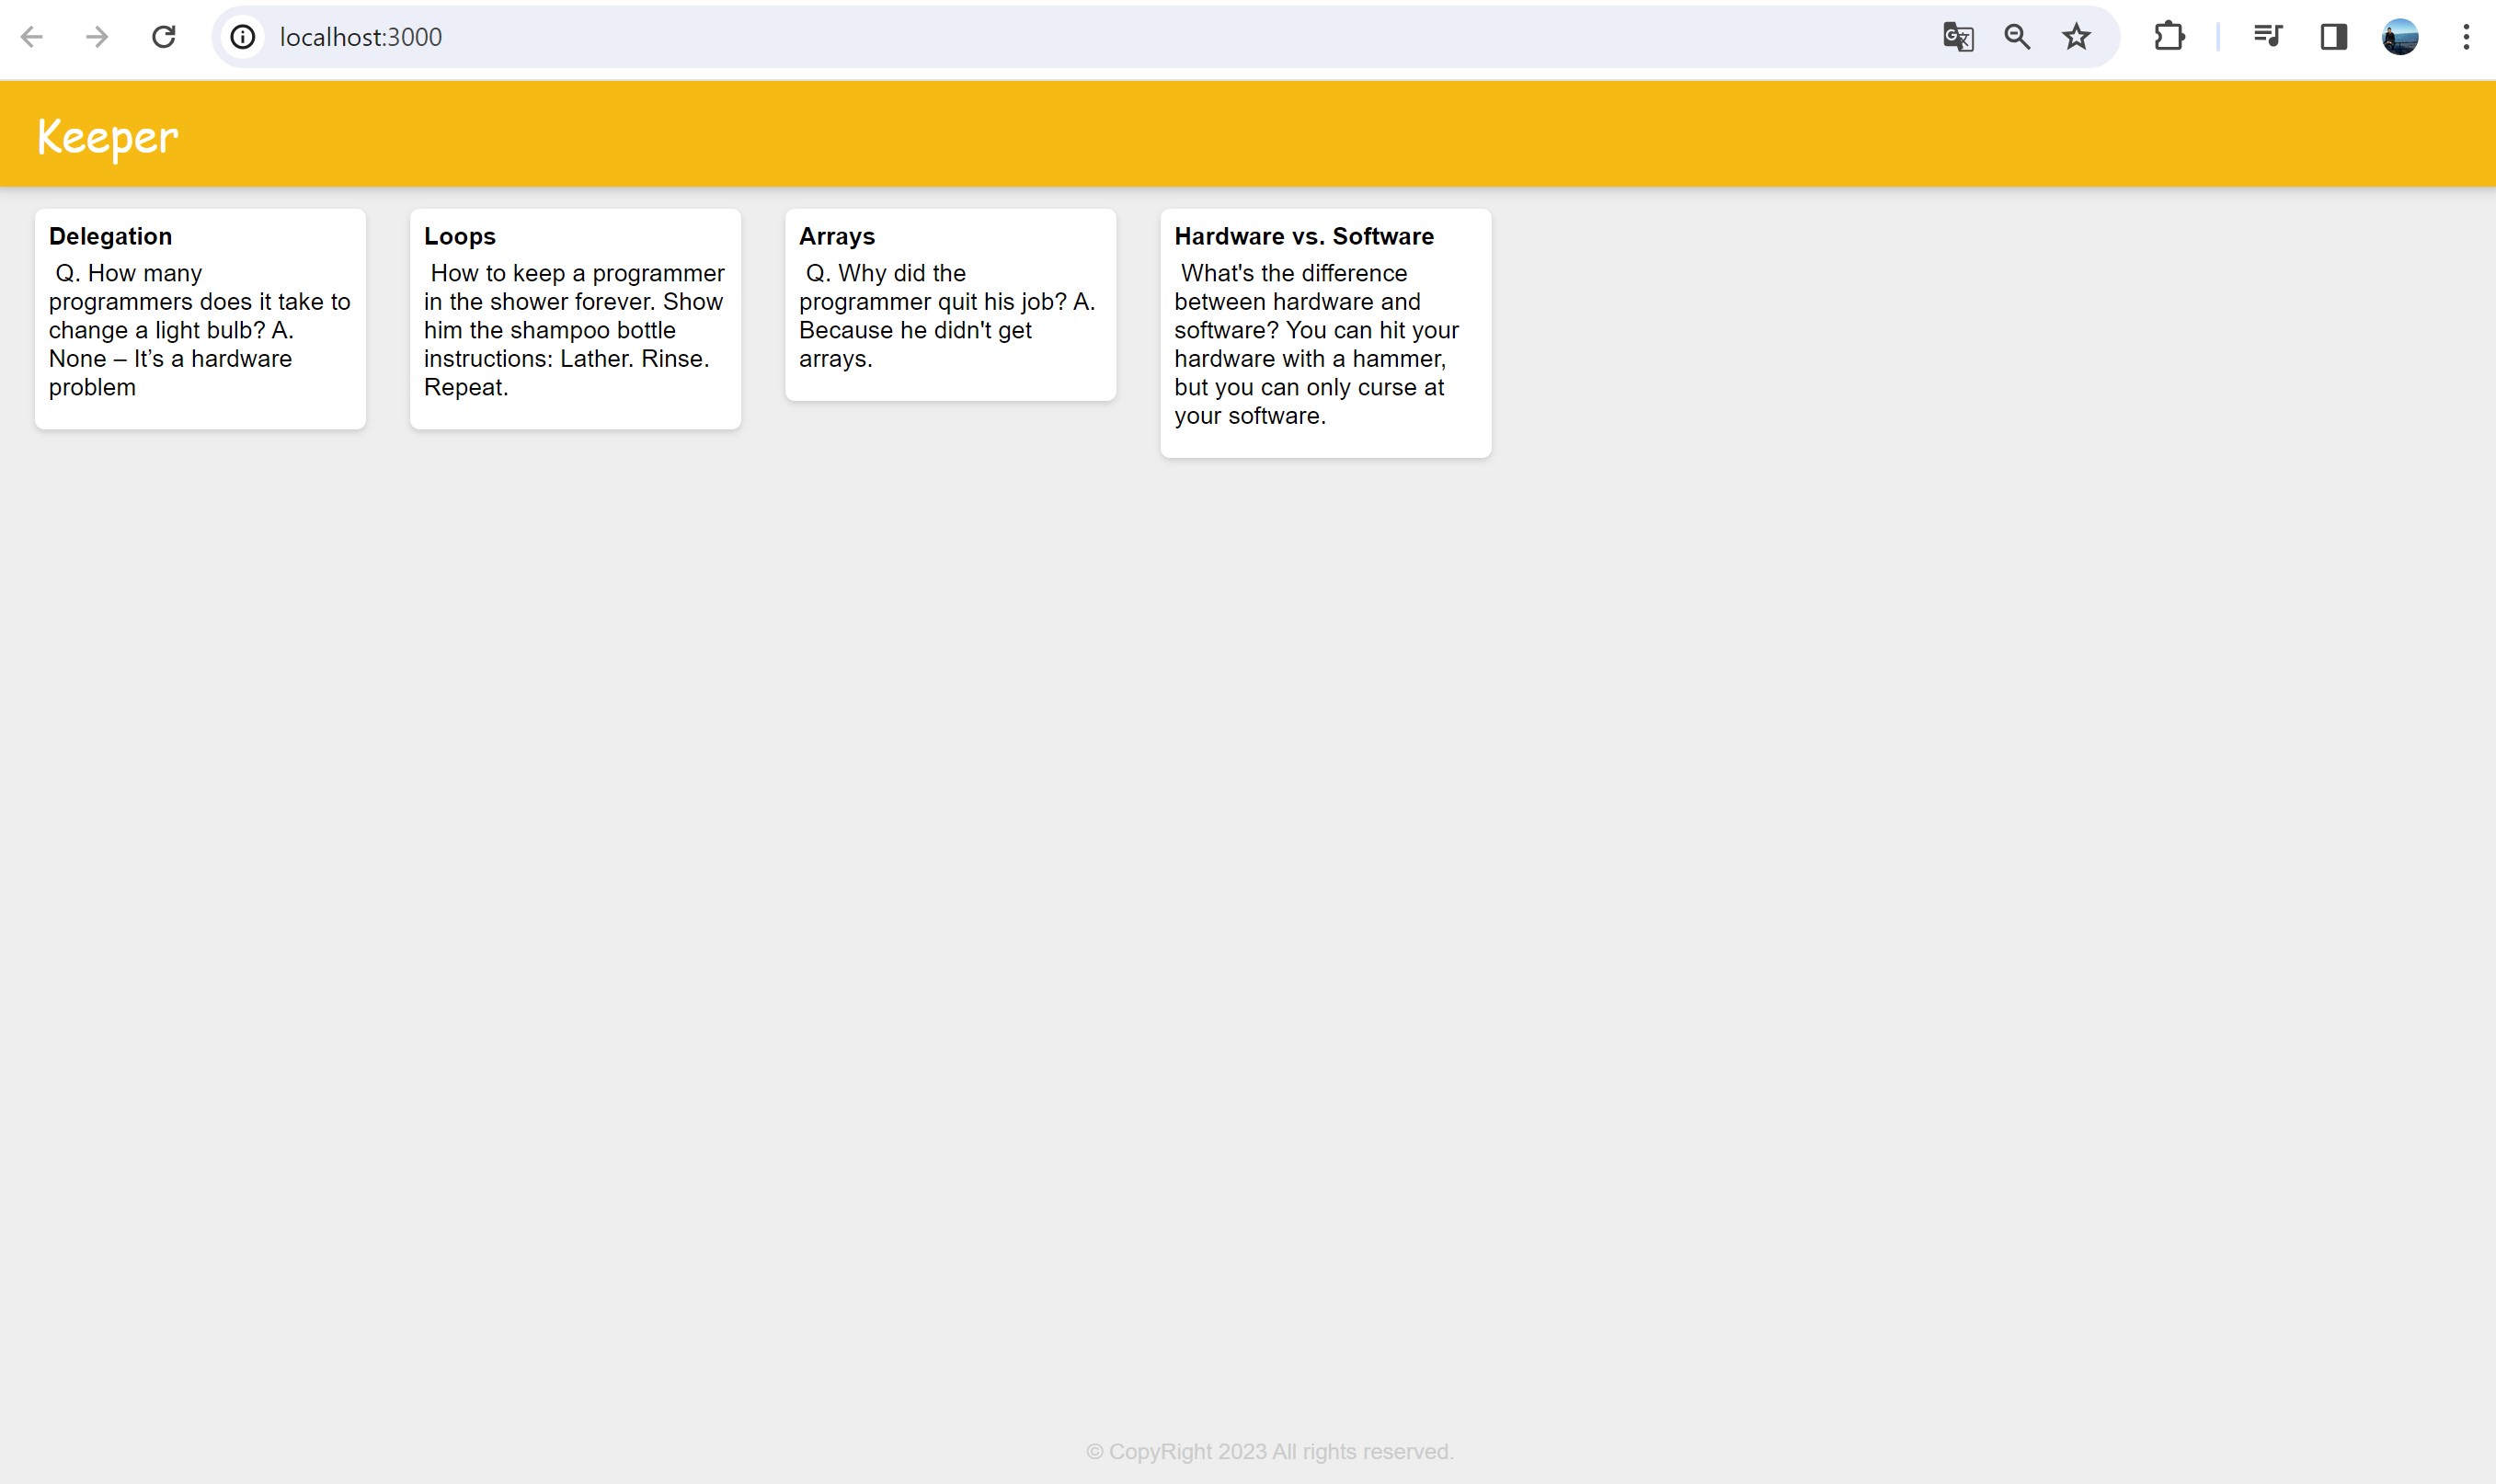 localhost:3000
Keeper
Delegation
Q. How many
programmers does it take to
change a light bulb? A.
None – It’s a hardware
problem
Loops
How to keep a programmer
in the shower forever. Show
him the shampoo bottle
instructions: Lather. Rinse.
Repeat.
Arrays
Q. Why did the
programmer quit his job? A.
Because he didn't get
arrays.
Hardware vs. Software
What's the difference
between hardware and
software? You can hit your
hardware with a hammer,
but you can only curse at
your software.
© CopyRight 2023 All rights reserved.